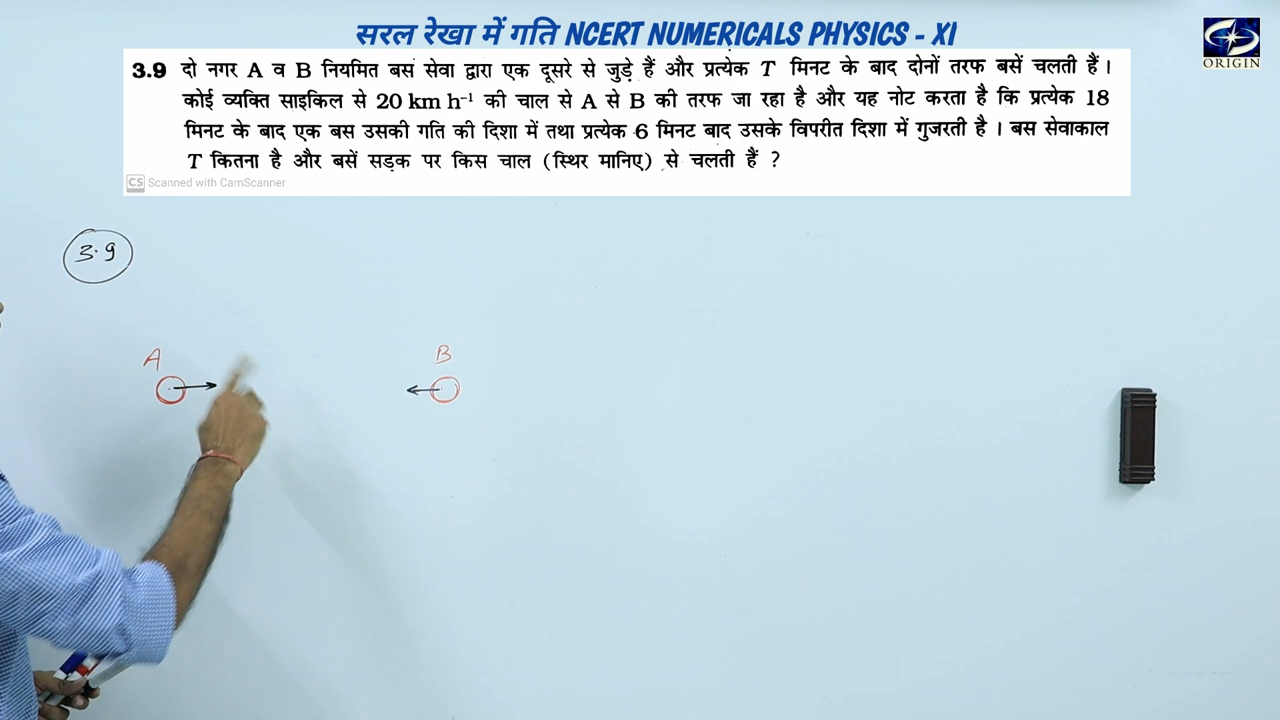 सरल रेखा में गति NCERT NUMERICALS PHYSICS - XI
ORIGIN
3.9 दो नगर A व B नियमित बस सेवा द्वारा एक दूसरे से जुड़े हैं और प्रत्येक T मिनट के बाद दोनों तरफ बसें चलती हैं।
कोई व्यक्ति साइकिल से 20 km h⁻¹ की चाल से A से B की तरफ जा रहा है और यह नोट करता है कि प्रत्येक 18
मिनट के बाद एक बस उसकी गति की दिशा में तथा प्रत्येक 6 मिनट बाद उसके विपरीत दिशा में गुजरती है। बस सेवाकाल
T कितना है और बसें सड़क पर किस चाल (स्थिर मानिए) से चलती हैं ?
CS Scanned with CamScanner
3.9
A B